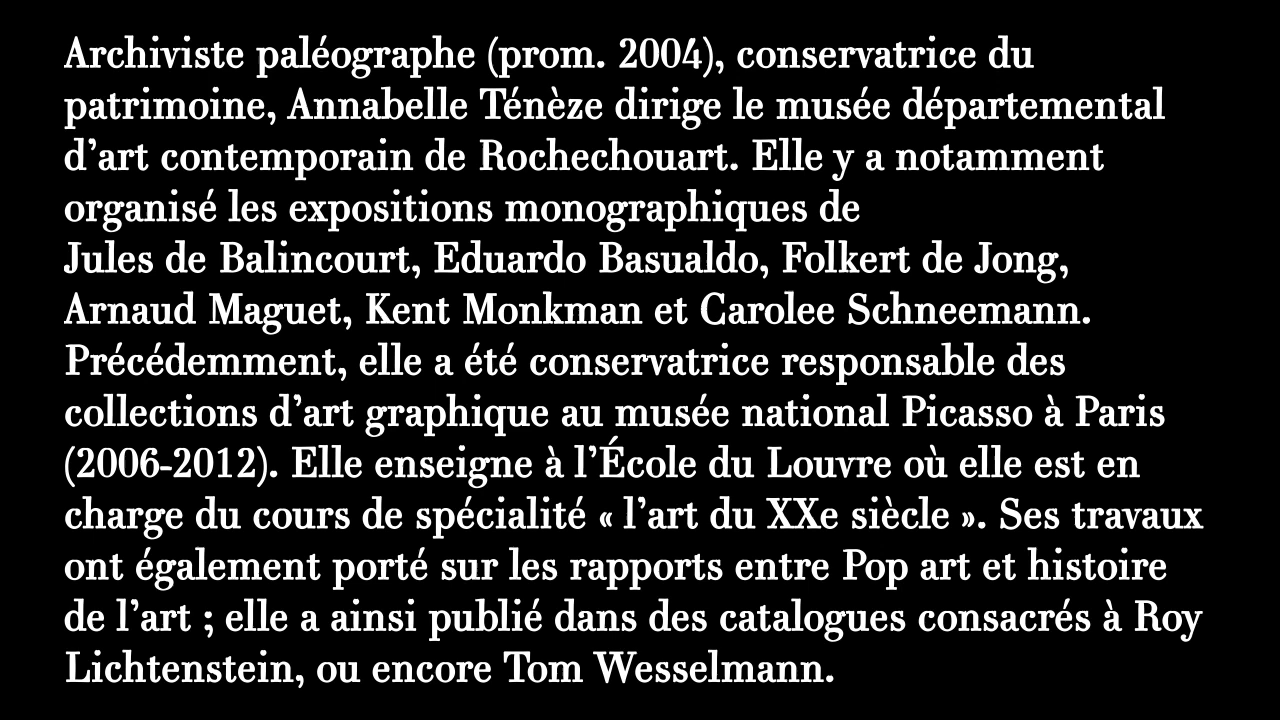 Archiviste paléographe (prom. 2004), conservatrice du
patrimoine, Annabelle Ténèze dirige le musée départemental
d’art contemporain de Rochechouart. Elle y a notamment
organisé les expositions monographiques de
Jules de Balincourt, Eduardo Basualdo, Folkert de Jong,
Arnaud Maguet, Kent Monkman et Carolee Schneemann.
Précédemment, elle a été conservatrice responsable des
collections d’art graphique au musée national Picasso à Paris
(2006-2012). Elle enseigne à l’École du Louvre où elle est en
charge du cours de spécialité « l’art du XXe siècle ». Ses travaux
ont également porté sur les rapports entre Pop art et histoire
de l’art ; elle a ainsi publié dans des catalogues consacrés à Roy
Lichtenstein, ou encore Tom Wesselmann.